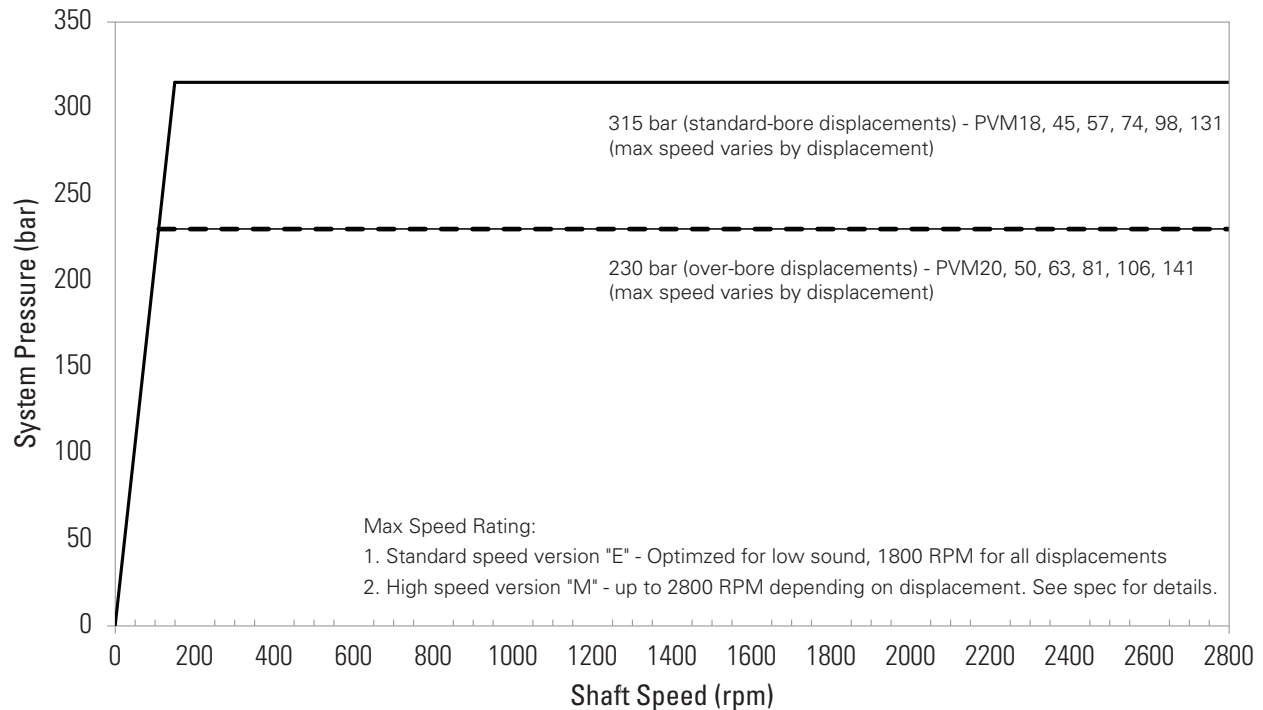 350
300
250
200
150
100
50
0
System Pressure (bar)
315 bar (standard-bore displacements) - PVM18, 45, 57, 74, 98, 131
(max speed varies by displacement)
230 bar (over-bore displacements) - PVM20, 50, 63, 81, 106, 141
(max speed varies by displacement)
Max Speed Rating:
1. Standard speed version "E" - Optimzed for low sound, 1800 RPM for all displacements
2. High speed version "M" - up to 2800 RPM depending on displacement. See spec for details.
0 200 400 600 800 1000 1200 1400 1600 1800 2000 2200 2400 2600 2800
Shaft Speed (rpm)